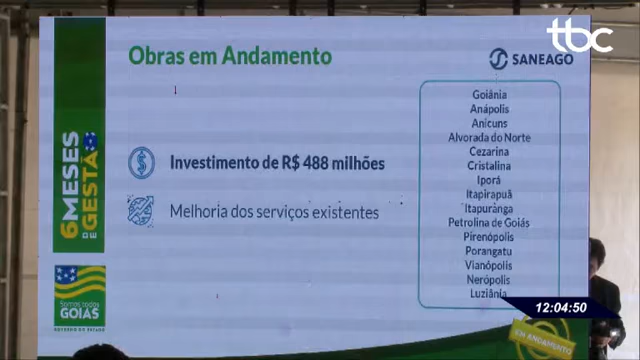 tbc
Obras em Andamento
SANEAGO
Goiânia
Anápolis
Anicuns
Alvorada do Norte
Cezarina
Cristalina
Iporá
Itapirapuã
Itapuranga
Petrolina de Goiás
Pirenópolis
Porangatu
Vianópolis
Nerópolis
Luziânia
Investimento de R$ 488 milhões
Melhoria dos serviços existentes
6 MESES
DE GESTÃO
SOMOS TODOS
GOIÁS
GOVERNO DO ESTADO
12:04:50
EM ANDAMENTO